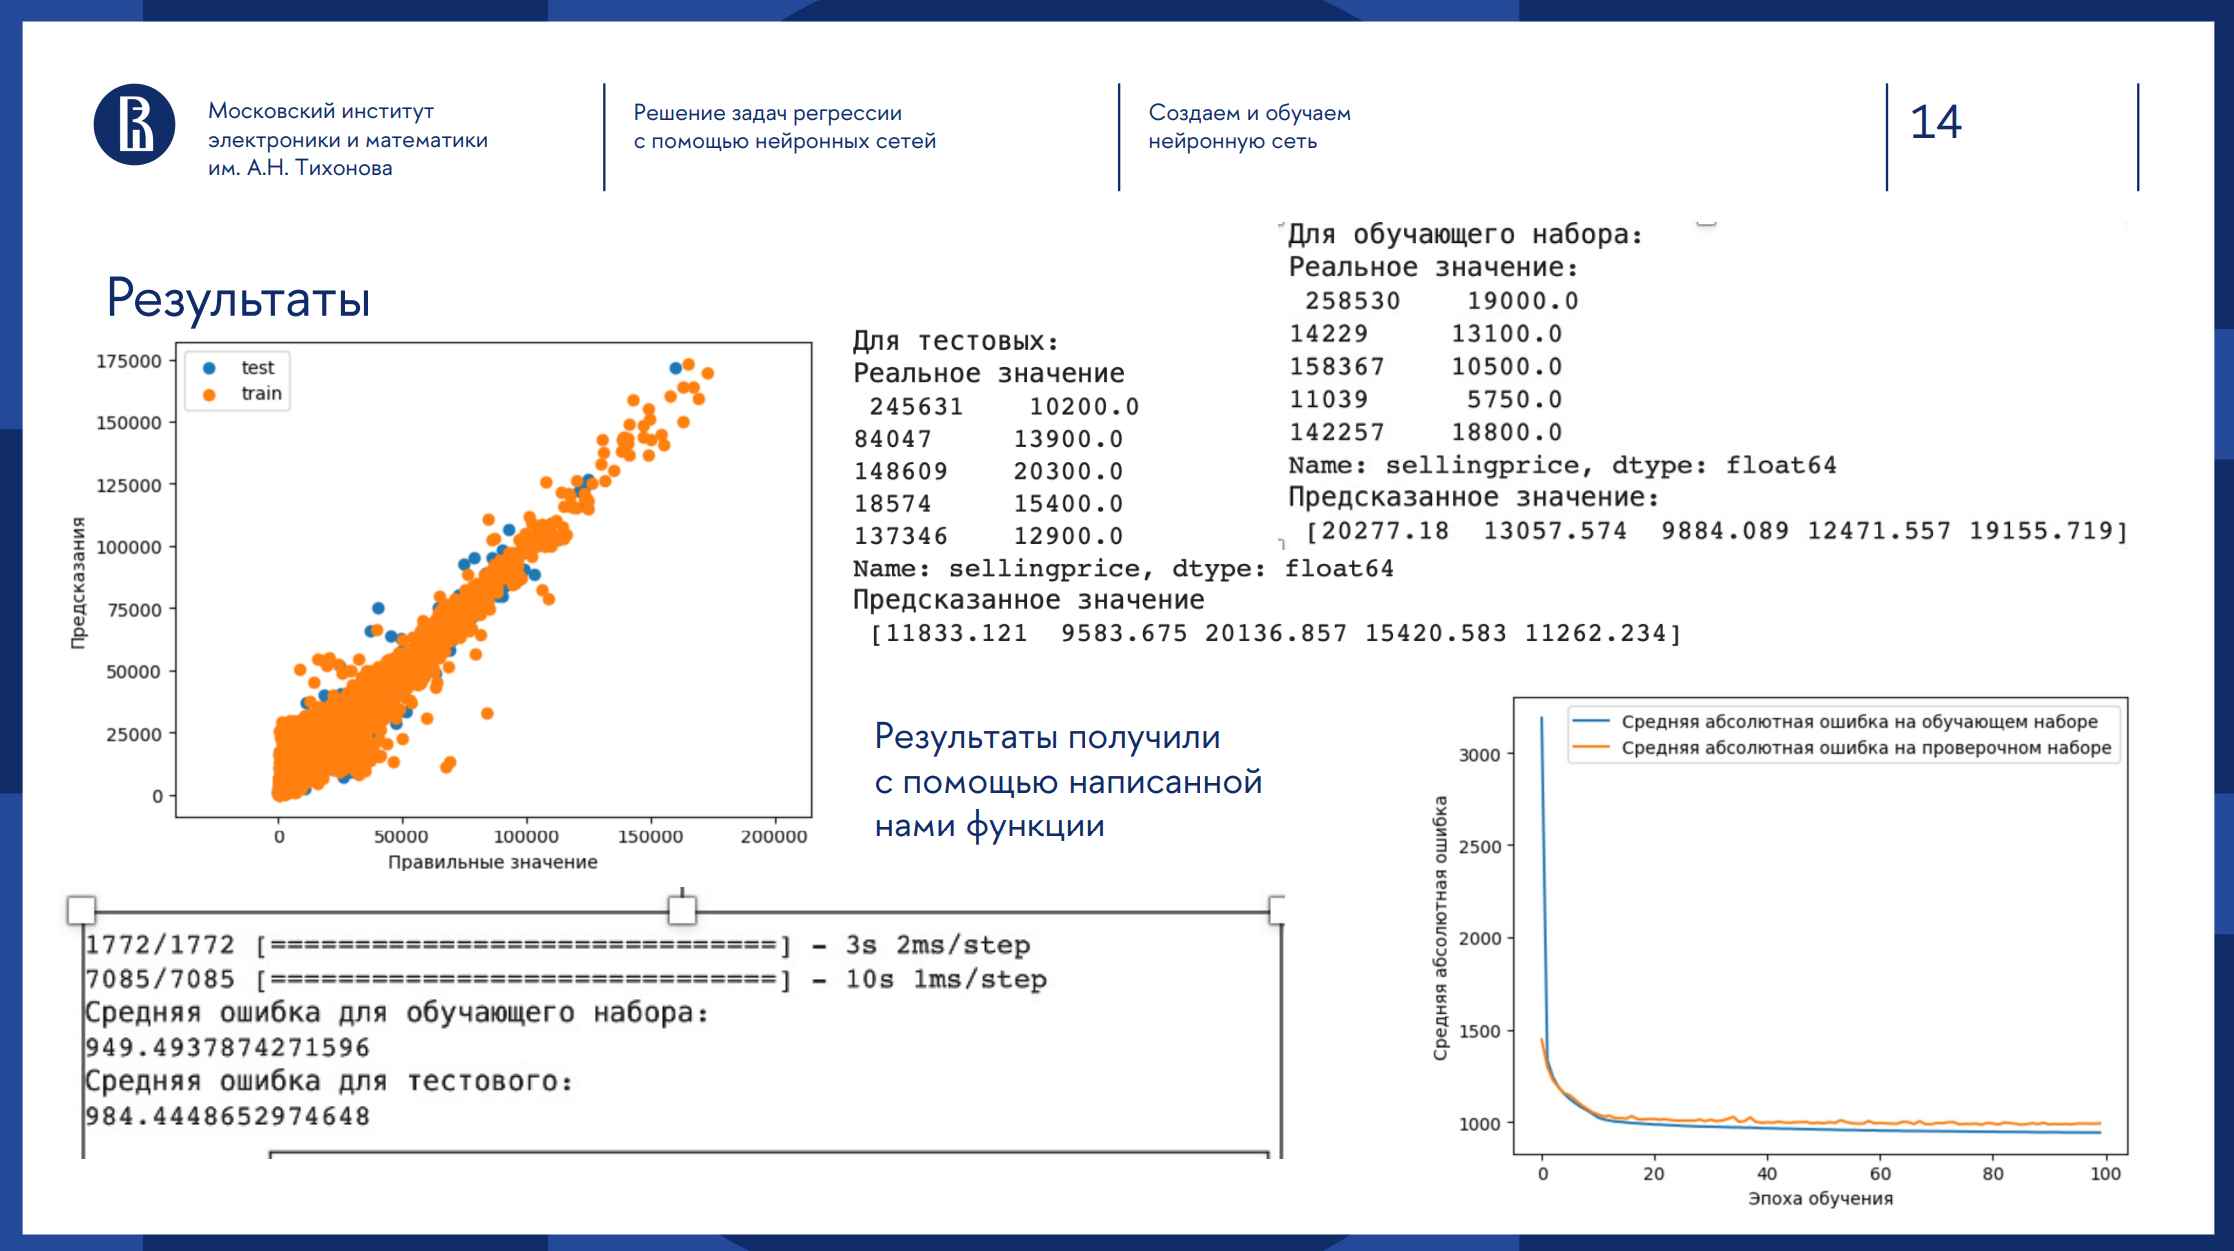 Московский институт
электроники и математики
им. А.Н. Тихонова
Решение задач регрессии
с помощью нейронных сетей
Создаем и обучаем
нейронную сеть
14
Результаты
175000
150000
125000
100000
75000
50000
25000
0
Предсказания
test
train
0 50000 100000 150000 200000
Правильные значение
Для тестовых:
Реальное значение
245631 10200.0
84047 13900.0
148609 20300.0
18574 15400.0
137346 12900.0
Name: sellingprice, dtype: float64
Предсказанное значение
[11833.121 9583.675 20136.857 15420.583 11262.234]
Для обучающего набора:
Реальное значение:
258530 19000.0
14229 13100.0
158367 10500.0
11039 5750.0
142257 18800.0
Name: sellingprice, dtype: float64
Предсказанное значение:
[20277.18 13057.574 9884.089 12471.557 19155.719]
Результаты получили
с помощью написанной
нами функции
1772/1772 [==============================] - 3s 2ms/step
7085/7085 [==============================] - 10s 1ms/step
Средняя ошибка для обучающего набора:
949.4937874271596
Средняя ошибка для тестового:
984.4448652974648
Средняя абсолютная ошибка на обучающем наборе
Средняя абсолютная ошибка на проверочном наборе
3000
2500
2000
1500
1000
Средняя абсолютная ошибка
0 20 40 60 80 100
Эпоха обучения